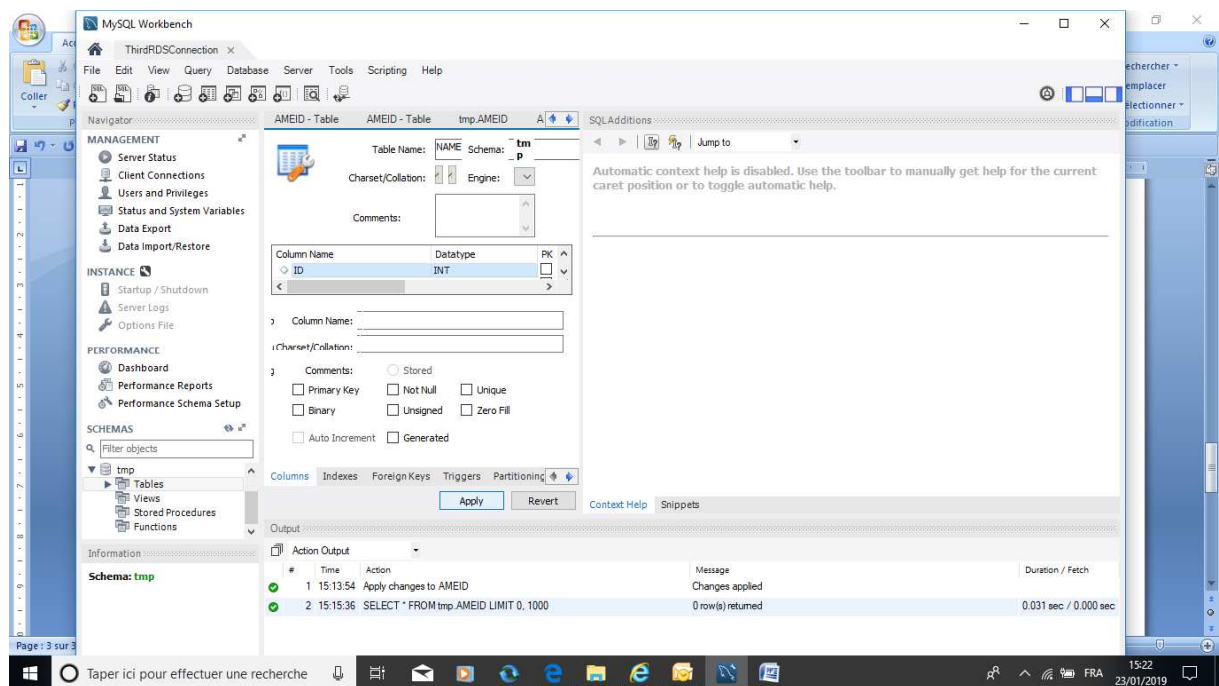 MySQL Workbench
Acc
ThirdRDSConnection
File Edit View Query Database Server Tools Scripting Help
Coller
echercher
emplacer
électionner
odification
Navigator
MANAGEMENT
Server Status
Client Connections
Users and Privileges
Status and System Variables
Data Export
Data Import/Restore
INSTANCE
Startup / Shutdown
Server Logs
Options File
PERFORMANCE
Dashboard
Performance Reports
Performance Schema Setup
SCHEMAS
Filter objects
tmp
Tables
Views
Stored Procedures
Functions
Information
Schema: tmp
AMEID - Table AMEID - Table tmp.AMEID A
Table Name: NAME Schema: tm
p
Charset/Collation: Engine:
Comments:
Column Name Datatype PK
ID INT
Column Name:
Charset/Collation:
Comments: Stored
Primary Key Not Null Unique
Binary Unsigned Zero Fill
Auto Increment Generated
Columns Indexes Foreign Keys Triggers Partitioning
Apply Revert
SQLAdditions
Jump to
Automatic context help is disabled. Use the toolbar to manually get help for the current
caret position or to toggle automatic help.
Context Help Snippets
Output
Action Output
# Time Action Message Duration / Fetch
1 15:13:54 Apply changes to AMEID Changes applied
2 15:15:36 SELECT * FROM tmp.AMEID LIMIT 0, 1000 0 row(s) returned 0.031 sec / 0.000 sec
Page : 3 sur 3
Taper ici pour effectuer une recherche
FRA
15:22
23/01/2019